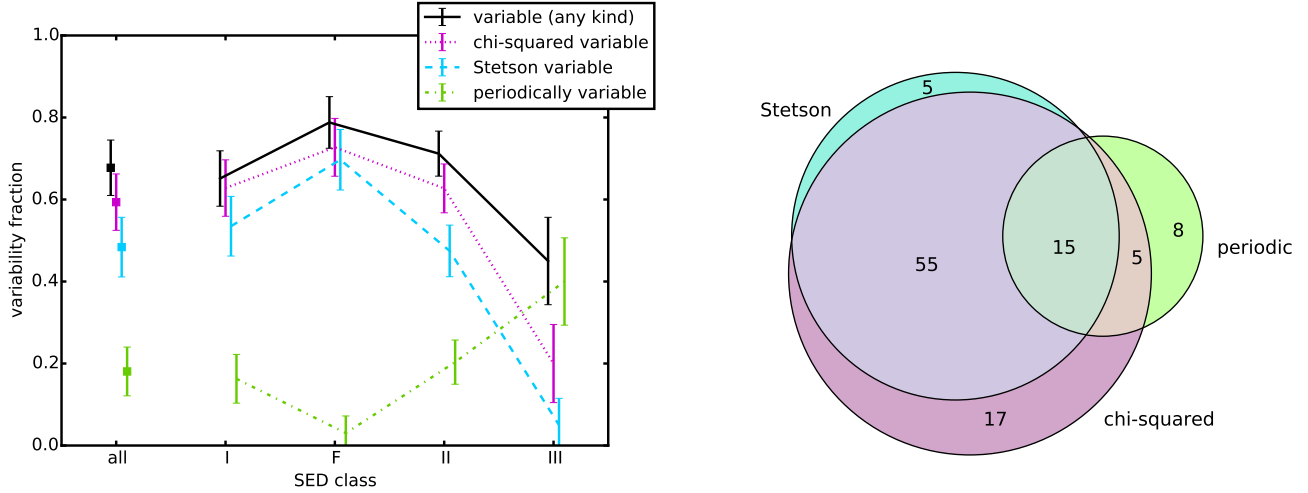 variable (any kind)
chi-squared variable
Stetson variable
periodically variable
1.0
0.8
0.6
0.4
0.2
0.0
variability fraction
all
I
F
II
III
SED class
Stetson
5
55
15
5
8
periodic
17
chi-squared